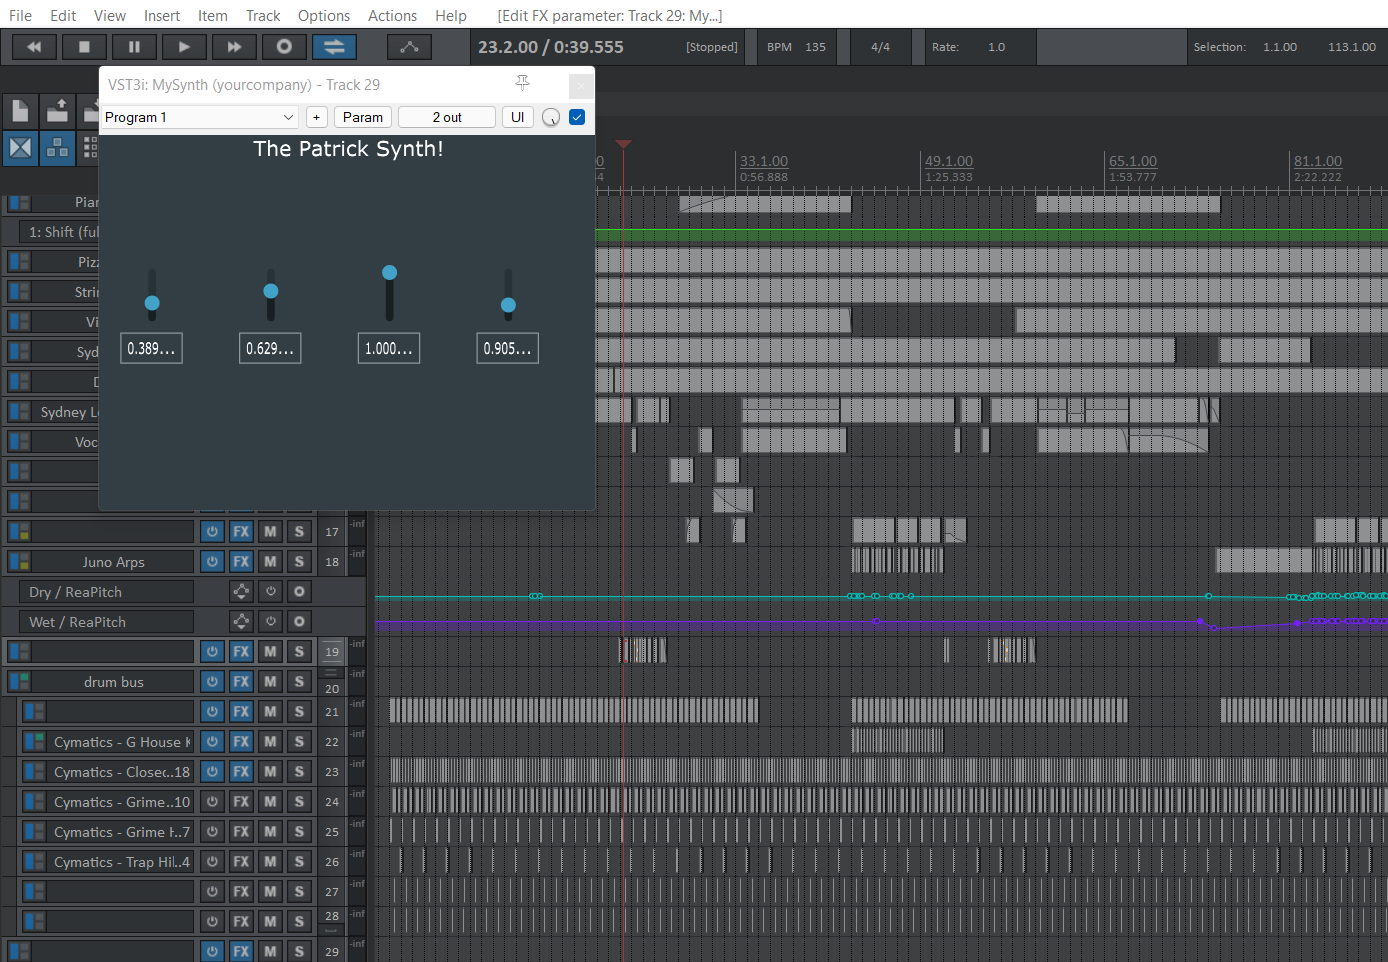 File Edit View Insert Item Track Options Actions Help [Edit FX parameter: Track 29: My...]
23.2.00 / 0:39.555 [Stopped] BPM 135 4/4 Rate: 1.0 Selection: 1.1.00 113.1.00
VST3i: MySynth (yourcompany) - Track 29
Program 1 + Param 2 out UI
The Patrick Synth!
33.1.00 49.1.00 65.1.00 81.1.00
0:56.888 1:25.333 1:53.777 2:22.222
Pian
1: Shift (ful
Pizz
Strin
Vi
Syd
0.389... 0.629... 1.000... 0.905...
Sydney Le
Voc
FX M S 17 -inf
Juno Arps FX M S 18 -inf
Dry / ReaPitch
Wet / ReaPitch
FX M S 19 -inf
drum bus FX M S 20 -inf
FX M S 21 -inf
Cymatics - G House K FX M S 22 -inf
Cymatics - Closec..18 FX M S 23 -inf
Cymatics - Grime..10 FX M S 24 -inf
Cymatics - Grime H..7 FX M S 25 -inf
Cymatics - Trap Hil..4 FX M S 26 -inf
FX M S 27 -inf
FX M S 28 -inf
FX M S 29 -inf